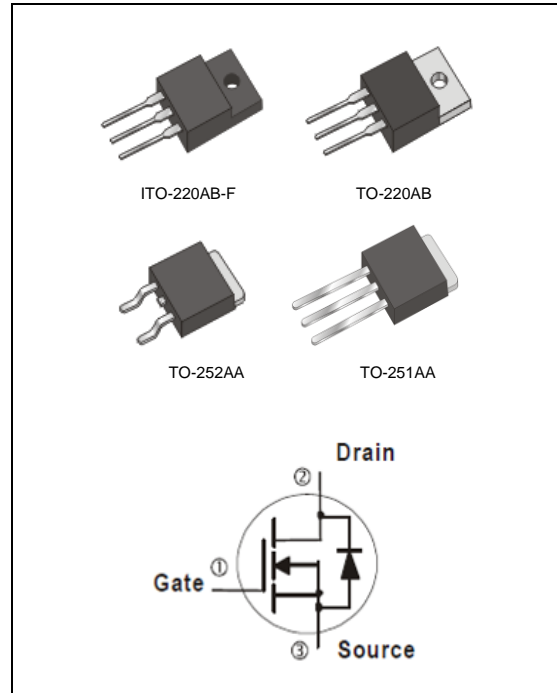 ITO-220AB-F
TO-220AB
TO-252AA
TO-251AA
Drain
②
Gate ①
③ Source